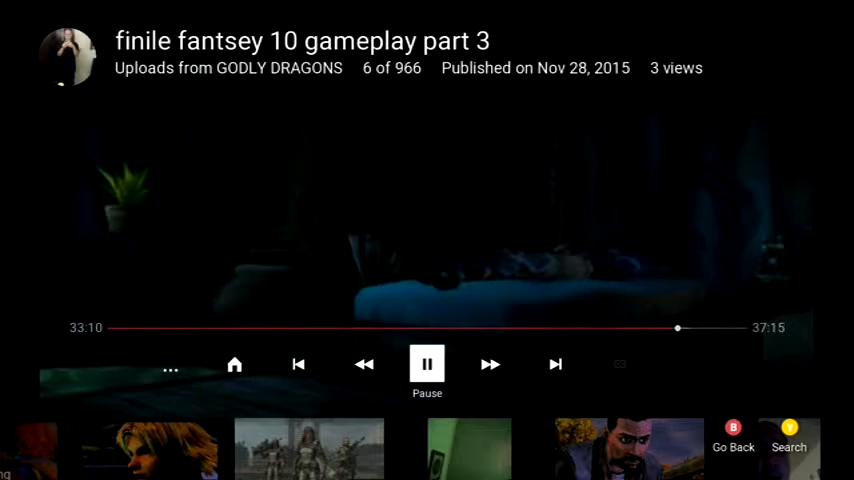 finile fantsey 10 gameplay part 3
Uploads from GODLY DRAGONS 6 of 966 Published on Nov 28, 2015 3 views
33:10 37:15
Pause
B Y
Go Back Search
ng